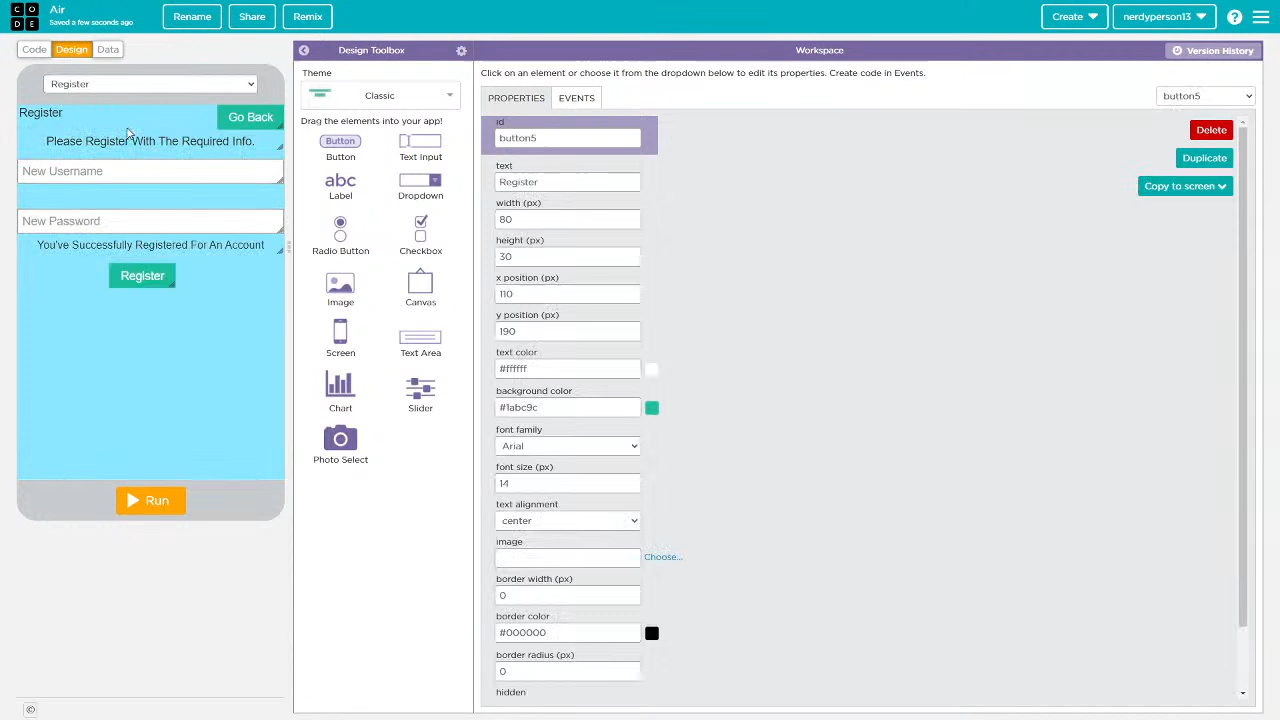 CODE
Air
Saved a few seconds ago
Rename
Share
Remix
Create
nerdyperson13
?
Code
Design
Data
Design Toolbox
Workspace
Version History
Register
Register
Go Back
Please Register With The Required Info.
New Username
New Password
You've Successfully Registered For An Account
Register
Run
Theme
Classic
Drag the elements into your app!
Button
Button
Text Input
abc
Label
Dropdown
Radio Button
Checkbox
Image
Canvas
Screen
Text Area
Chart
Slider
Photo Select
Click on an element or choose it from the dropdown below to edit its properties. Create code in Events.
PROPERTIES
EVENTS
button5
id
button5
Delete
Duplicate
Copy to screen
text
Register
width (px)
80
height (px)
30
x position (px)
110
y position (px)
190
text color
#ffffff
background color
#1abc9c
font family
Arial
font size (px)
14
text alignment
center
image
Choose...
border width (px)
0
border color
#000000
border radius (px)
0
hidden
©